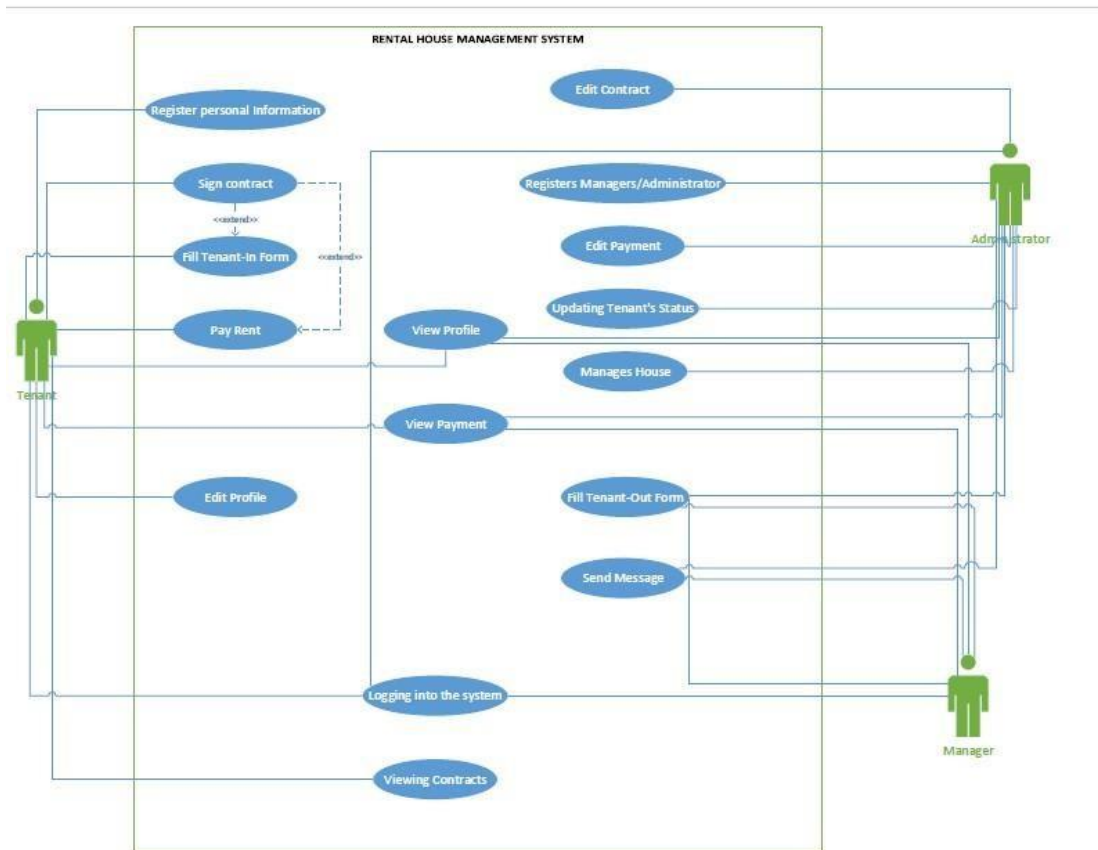 RENTAL HOUSE MANAGEMENT SYSTEM
Edit Contract
Register personal Information
Sign contract
Registers Managers/Administrator
<<extend>>
Administrator
Edit Payment
Fill Tenant-In Form
<<extend>>
Updating Tenant's Status
Pay Rent
View Profile
Manages House
Tenant
View Payment
Edit Profile
Fill Tenant-Out Form
Send Message
Logging into the system
Manager
Viewing Contracts